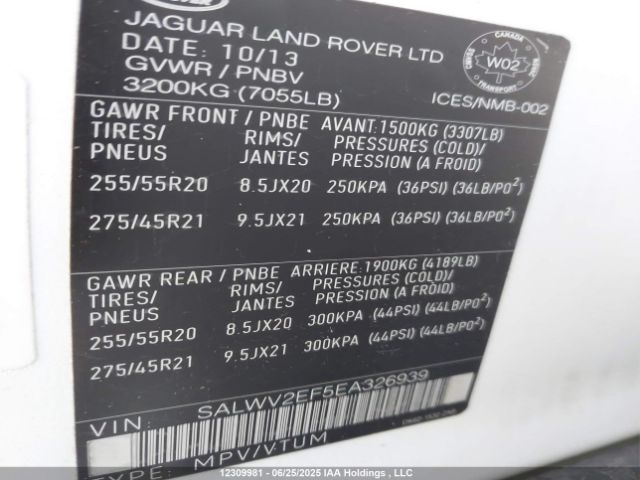 ROVER
JAGUAR LAND ROVER LTD
DATE: 10/13
GVWR / PNBV
3200KG (7055LB)
CANADA
W02
TRANSPORT
ICES/NMB-002
GAWR FRONT / PNBE AVANT:1500KG (3307LB)
TIRES/ RIMS/ PRESSURES (COLD)/
PNEUS JANTES PRESSION (A FROID)
255/55R20 8.5JX20 250KPA (36PSI) (36LB/PO²)
275/45R21 9.5JX21 250KPA (36PSI) (36LB/PO²)
GAWR REAR / PNBE ARRIERE:1900KG (4189LB)
TIRES/ RIMS/ PRESSURES (COLD)/
PNEUS JANTES PRESSION (A FROID)
255/55R20 8.5JX20 300KPA (44PSI) (44LB/PO²)
275/45R21 9.5JX21 300KPA (44PSI) (44LB/PO²)
VIN: SALWV2EF5EA326939
TYPE: MPV/VTUM
12309981 - 06/25/2025 IAA Holdings, LLC